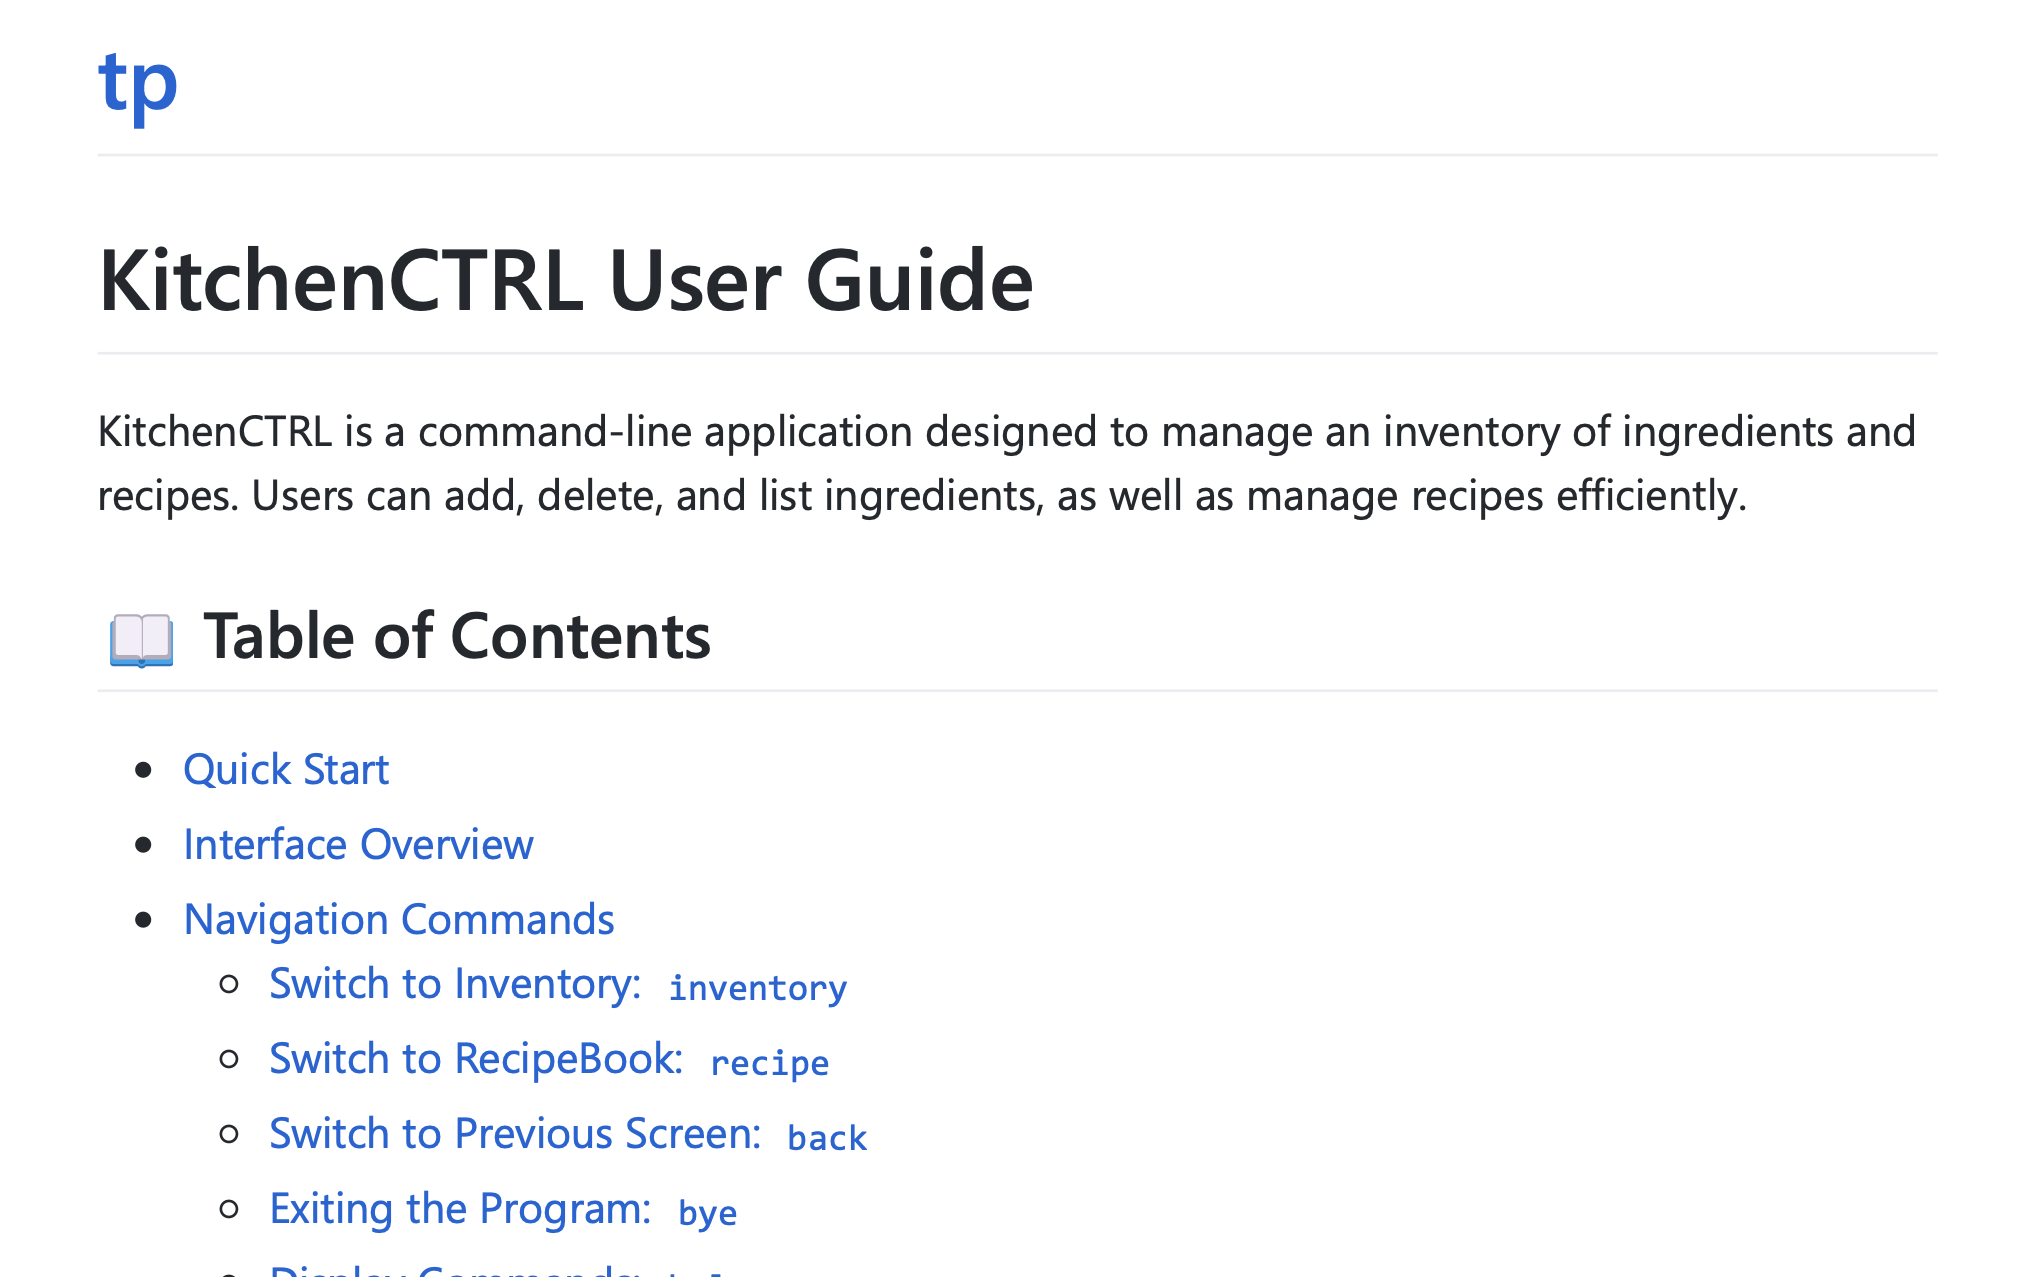 tp
KitchenCTRL User Guide
KitchenCTRL is a command-line application designed to manage an inventory of ingredients and
recipes. Users can add, delete, and list ingredients, as well as manage recipes efficiently.
📖 Table of Contents
Quick Start
Interface Overview
Navigation Commands
Switch to Inventory: inventory
Switch to RecipeBook: recipe
Switch to Previous Screen: back
Exiting the Program: bye
Display Commands: